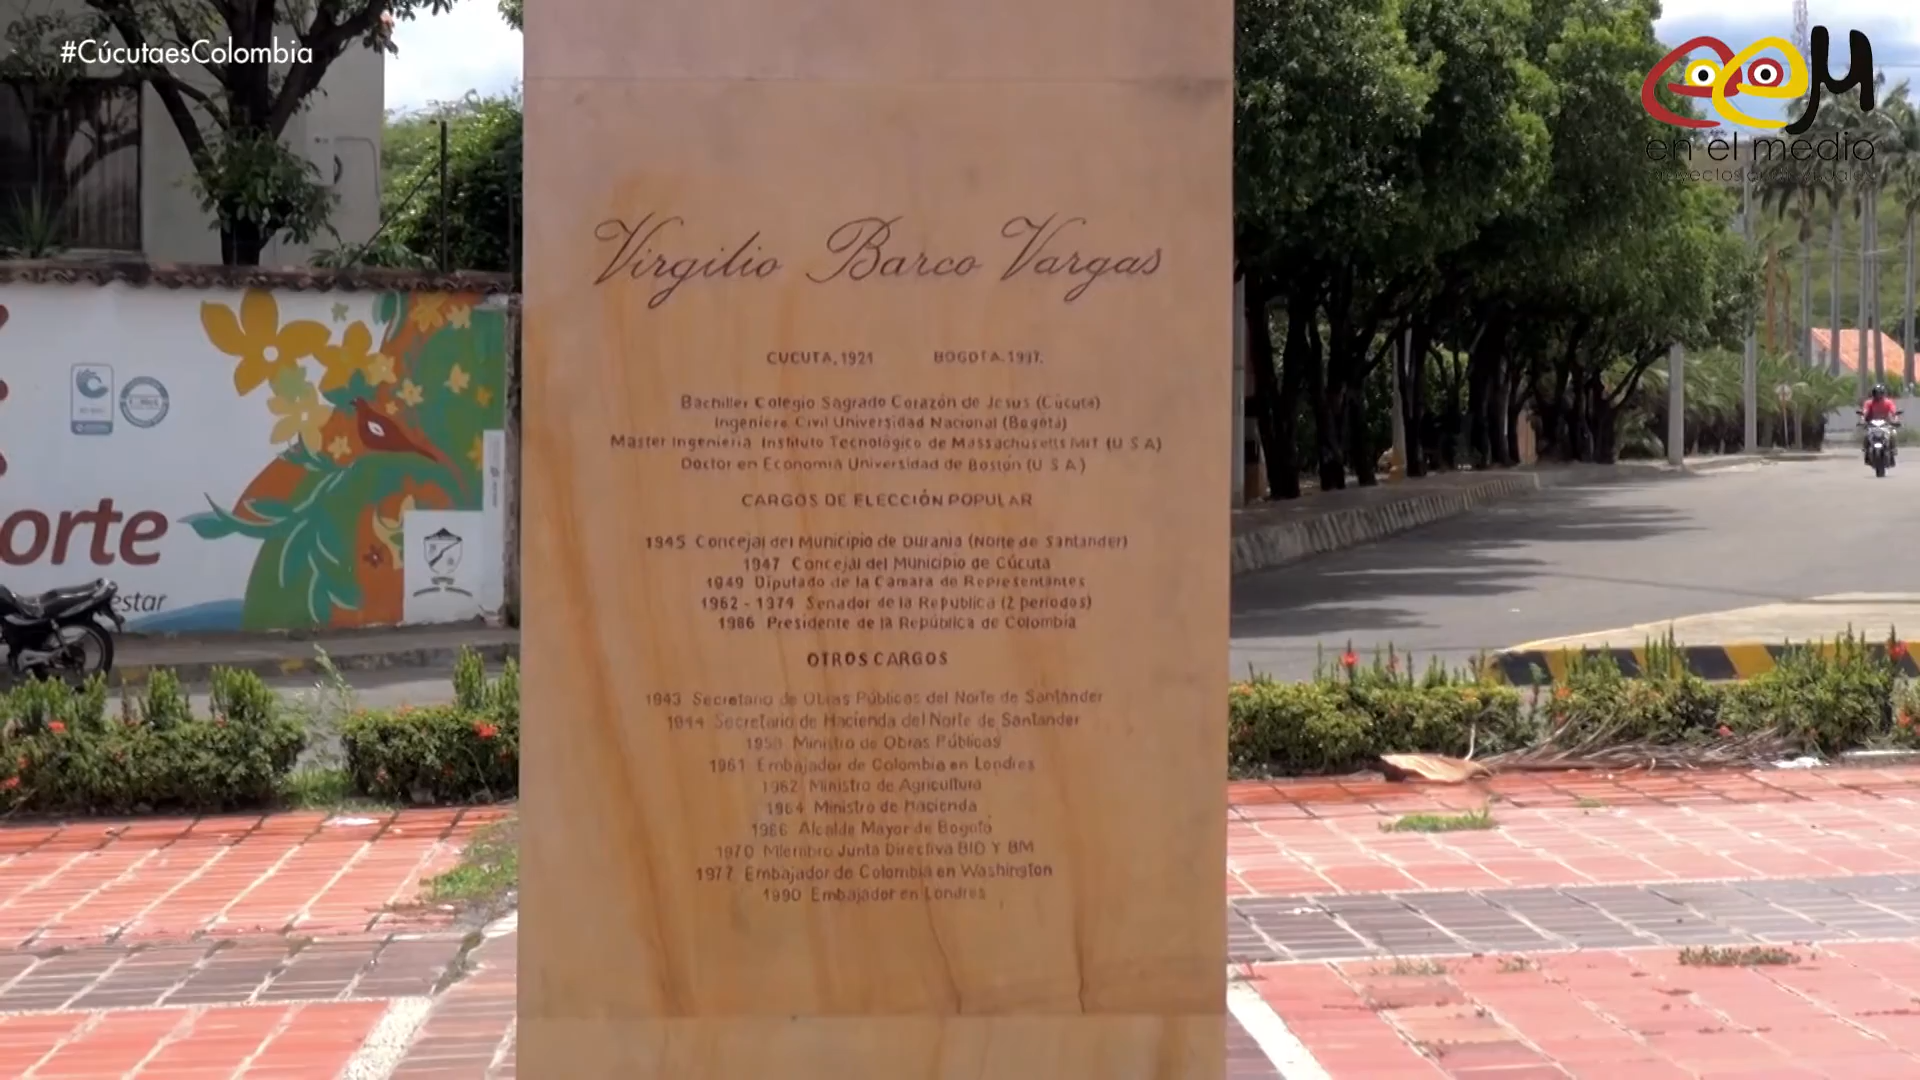 #CúcutaesColombia
en el medio
Virgilio Barco Vargas
CUCUTA, 1921 BOGOTA. 1997.
Bachiller Colegio Sagrado Corazón de Jesus (Cúcuta)
Ingeniero Civil Universidad Nacional (Bogotá)
Master Ingenieria Instituto Tecnológico de Massachusetts MIT (U S A)
Doctor en Economia Universidad de Boston (U S A)
CARGOS DE ELECCIÓN POPULAR
1945 Concejal del Municipio de Durania (Norte de Santander)
1947 Concejal del Municipio de Cúcuta
1949 Diputado de la Camara de Representantes
1962 - 1974 Senador de la Republica (2 periodos)
1986 Presidente de la República de Colombia
OTROS CARGOS
1943 Secretario de Obras Públicas del Norte de Santander
1944 Secretario de Hacienda del Norte de Santander
1958 Ministro de Obras Públicas
1961 Embajador de Colombia en Londres
1962 Ministro de Agricultura
1964 Ministro de Hacienda
1966 Alcalde Mayor de Bogotá
1970 Miembro Junta Directiva BID Y BM
1977 Embajador de Colombia en Washington
1990 Embajador en Londres
orte
estar